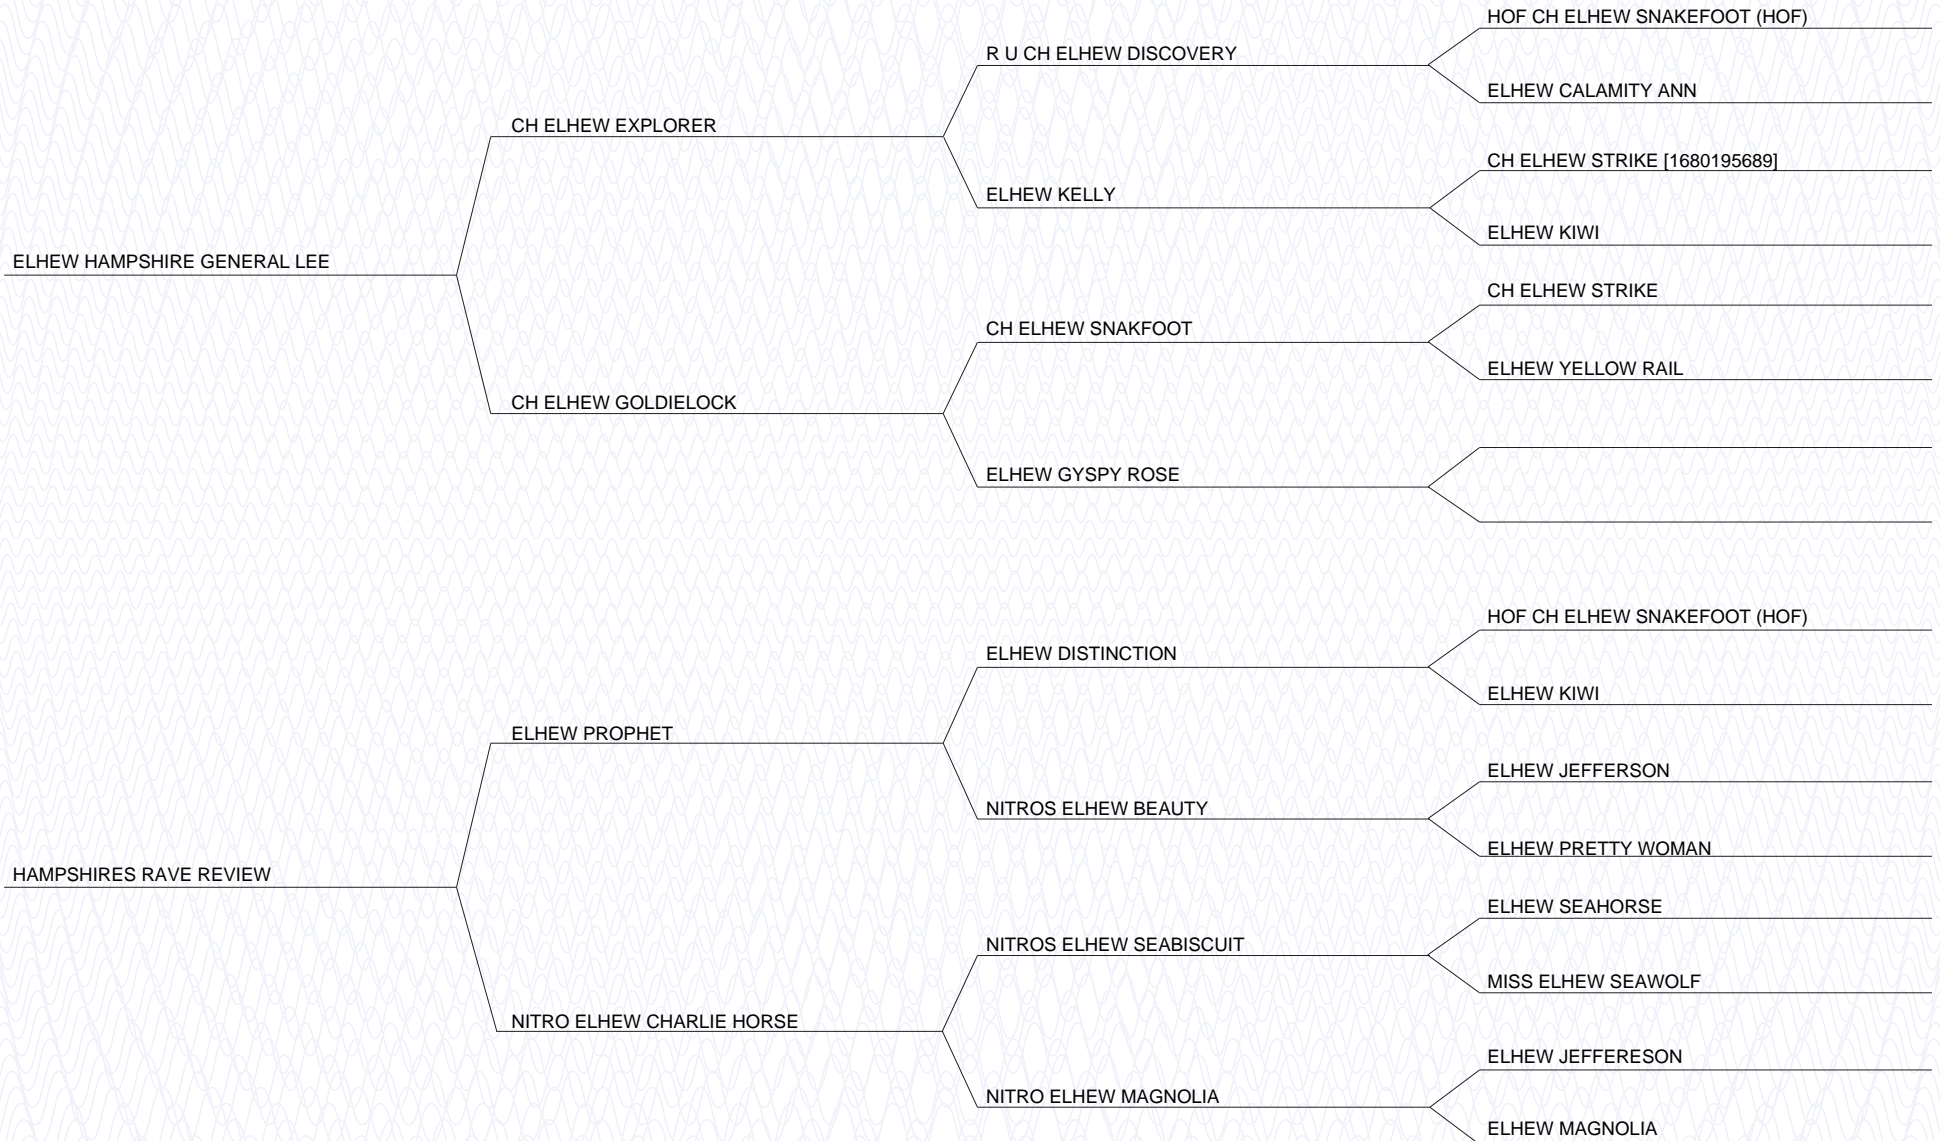 HOF CH ELHEW SNAKEFOOT (HOF)
R U CH ELHEW DISCOVERY
ELHEW CALAMITY ANN
CH ELHEW EXPLORER
CH ELHEW STRIKE [1680195689]
ELHEW KELLY
ELHEW KIWI
ELHEW HAMPSHIRE GENERAL LEE
CH ELHEW STRIKE
CH ELHEW SNAKFOOT
ELHEW YELLOW RAIL
CH ELHEW GOLDIELOCK
ELHEW GYSPY ROSE
HOF CH ELHEW SNAKEFOOT (HOF)
ELHEW DISTINCTION
ELHEW KIWI
ELHEW PROPHET
ELHEW JEFFERSON
NITROS ELHEW BEAUTY
ELHEW PRETTY WOMAN
HAMPSHIRES RAVE REVIEW
ELHEW SEAHORSE
NITROS ELHEW SEABISCUIT
MISS ELHEW SEAWOLF
NITRO ELHEW CHARLIE HORSE
ELHEW JEFFERESON
NITRO ELHEW MAGNOLIA
ELHEW MAGNOLIA